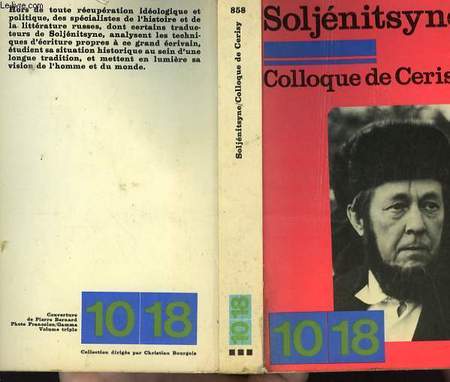 Hors de toute récupération idéologique et
politique, des spécialistes de l'histoire et de
la littérature russes, dont certains traduc-
teurs de Soljénitsyne, analysent les techni-
ques d'écriture propres à ce grand écrivain,
étudient sa situation historique au sein d'une
longue tradition, et mettent en lumière sa
vision de l'homme et du monde.
Couverture
de Pierre Bernard
Photo Francolon/Gamma
Volume triple
10 18
Collection dirigée par Christian Bourgois
858
Soljénitsyne/Colloque de Cerisy
10 18
Soljénitsyne
Colloque de Ceris
10 18